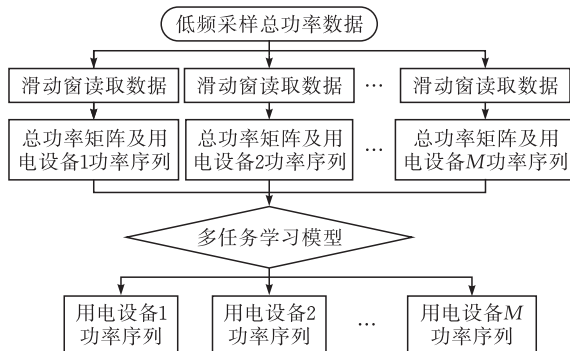 低频采样总功率数据
滑动窗读取数据 滑动窗读取数据 … 滑动窗读取数据
总功率矩阵及用 总功率矩阵及用 … 总功率矩阵及用
电设备1功率序列 电设备2功率序列 电设备M功率序列
多任务学习模型
用电设备1 用电设备2 … 用电设备M
功率序列 功率序列 功率序列